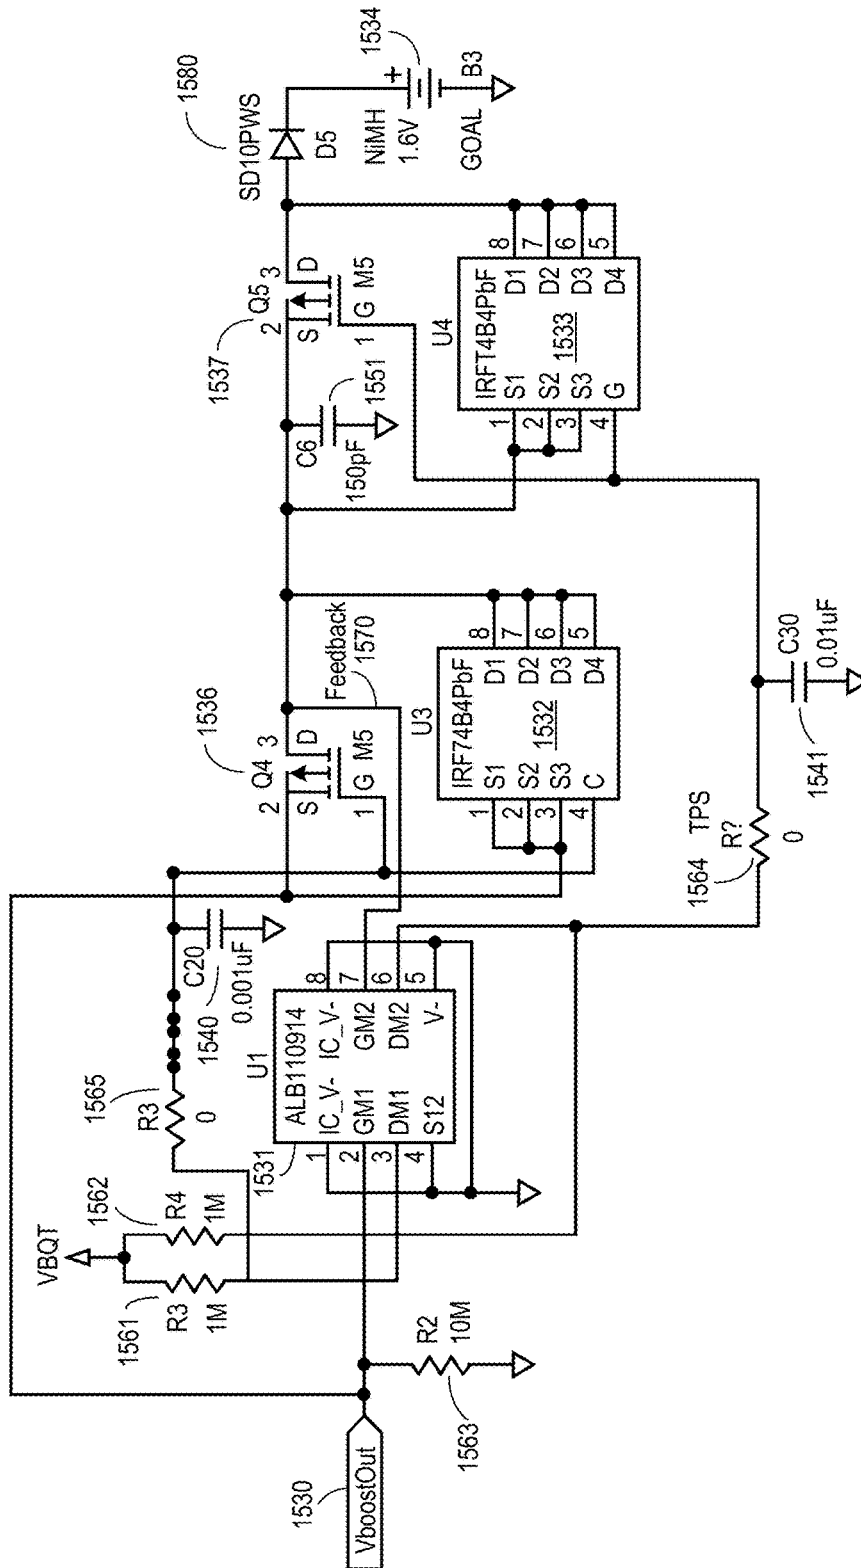 VboostOut
1530
R2
10M
1563
VBQT
R3
1M
1561
R4
1M
1562
R3
0
1565
C20
0.001uF
1540
U1
ALB110914
1531
1 IC_V- IC_V- 8
2 GM1 GM2 7
3 DM1 DM2 6
4 S12 V- 5
Q4
1536
2
S
3
D
G M5
1
Feedback
1570
U3
IRF74B4PbF
1532
1 S1 D1 8
2 S2 D2 7
3 S3 D3 6
4 C D4 5
TPS
R?
0
1564
C30
0.01uF
1541
C6
150pF
1551
Q5
1537
2
S
3
D
G M5
1
U4
IRFT4B4PbF
1533
1 S1 D1 8
2 S2 D2 7
3 S3 D3 6
4 G D4 5
SD10PWS
1580
D5
NiMH
1.6V
+
1534
GOAL B3